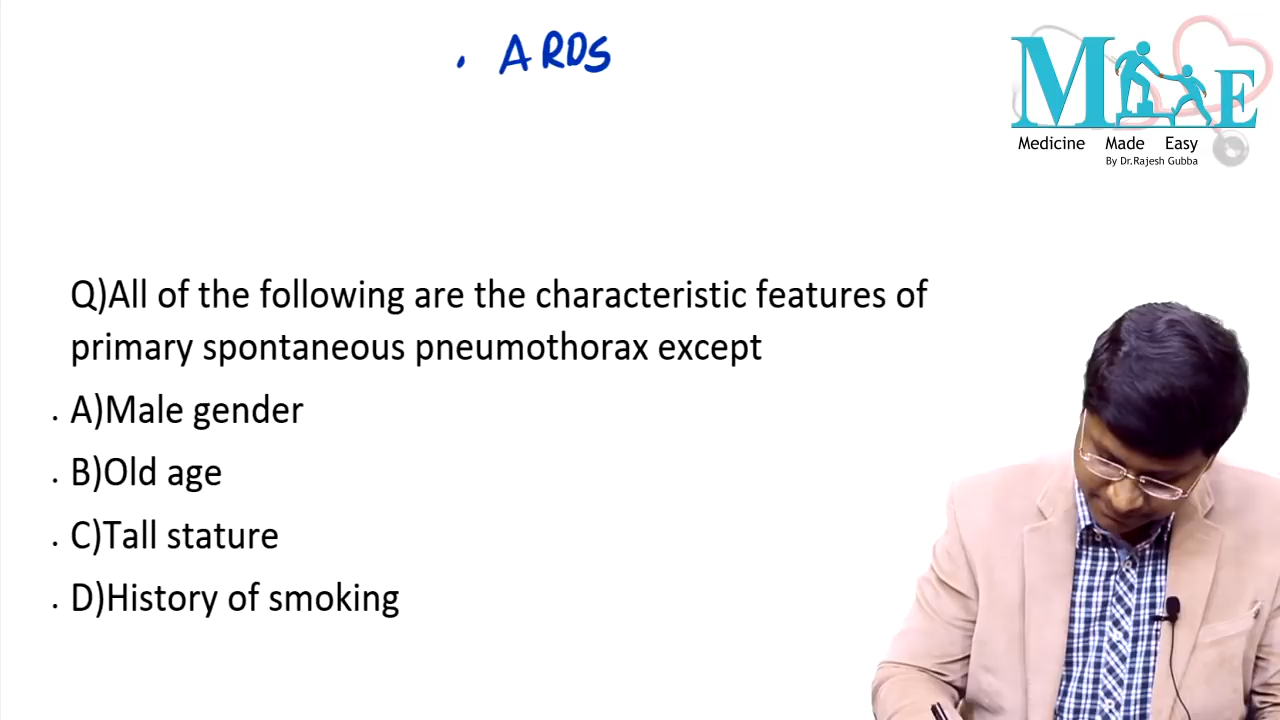 . ARDS
M E
Medicine Made Easy
By Dr.Rajesh Gubba
Q)All of the following are the characteristic features of
primary spontaneous pneumothorax except
. A)Male gender
. B)Old age
. C)Tall stature
. D)History of smoking